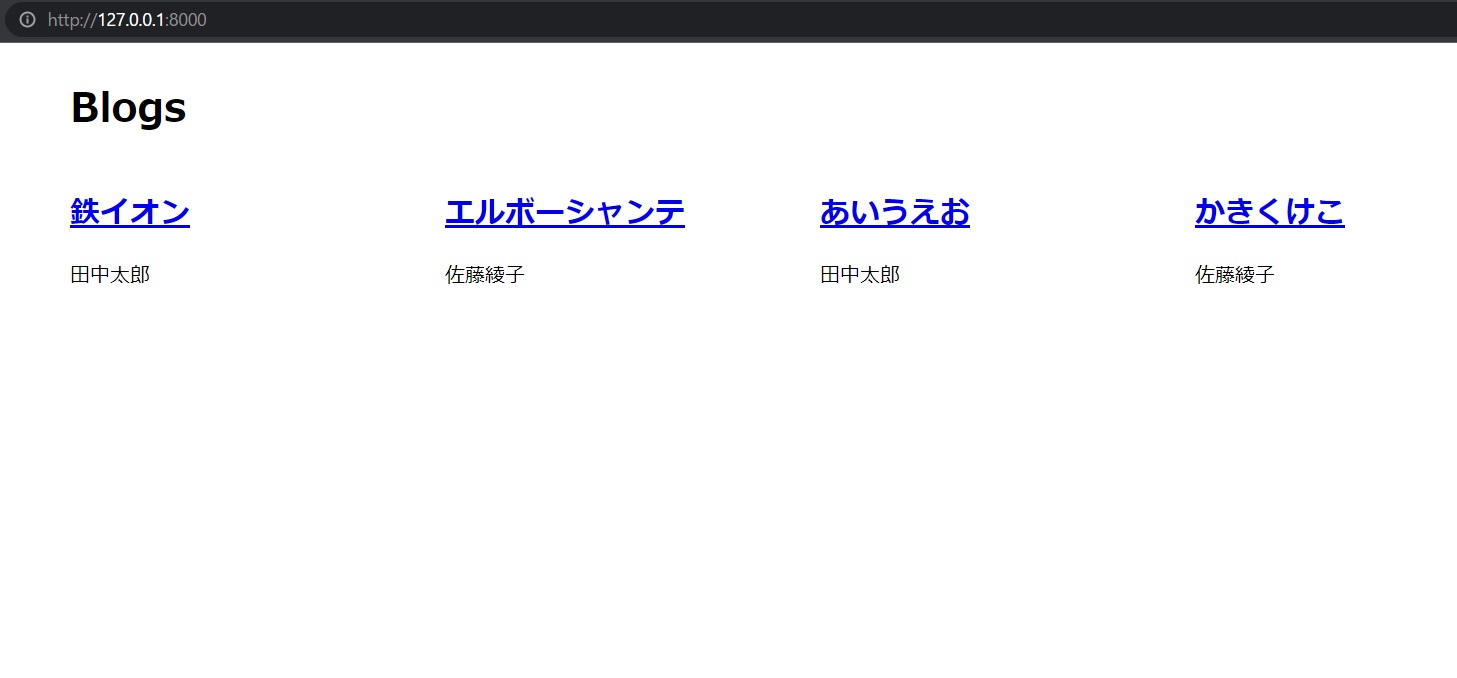 http://127.0.0.1:8000
Blogs
鉄イオン
エルボーシャンテ
あいうえお
かきくけこ
田中太郎
佐藤綾子
田中太郎
佐藤綾子